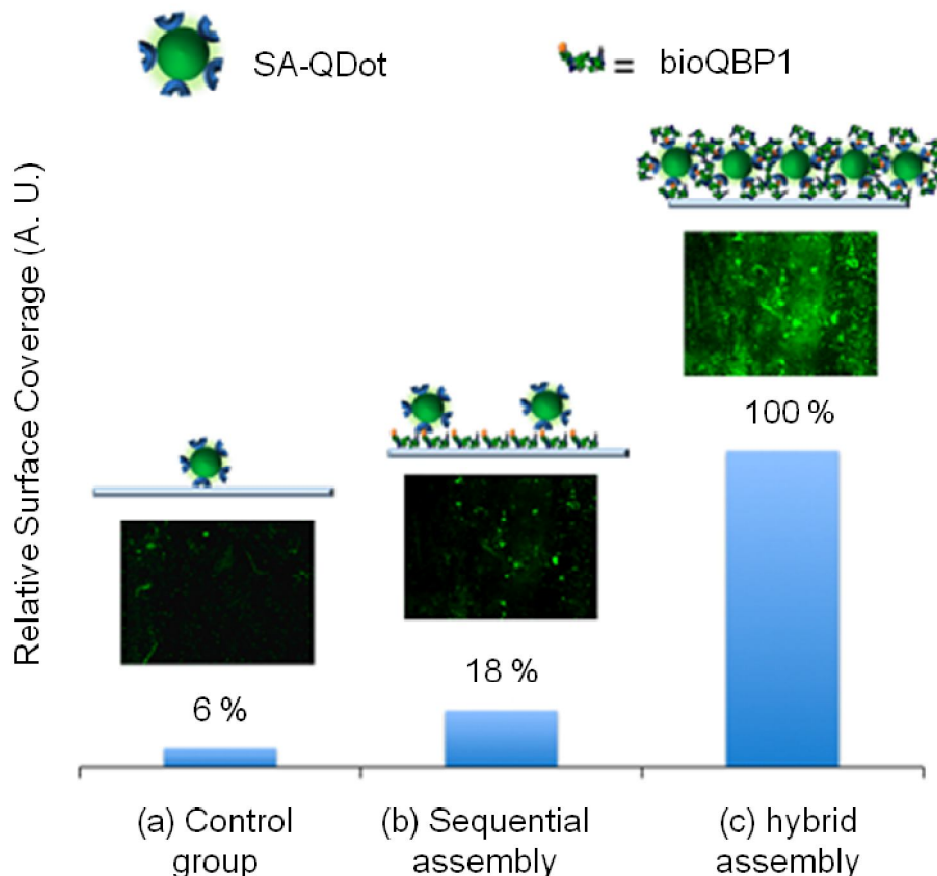 SA-QDot
= bioQBP1
Relative Surface Coverage (A. U.)
100 %
18 %
6 %
(a) Control
group
(b) Sequential
assembly
(c) hybrid
assembly